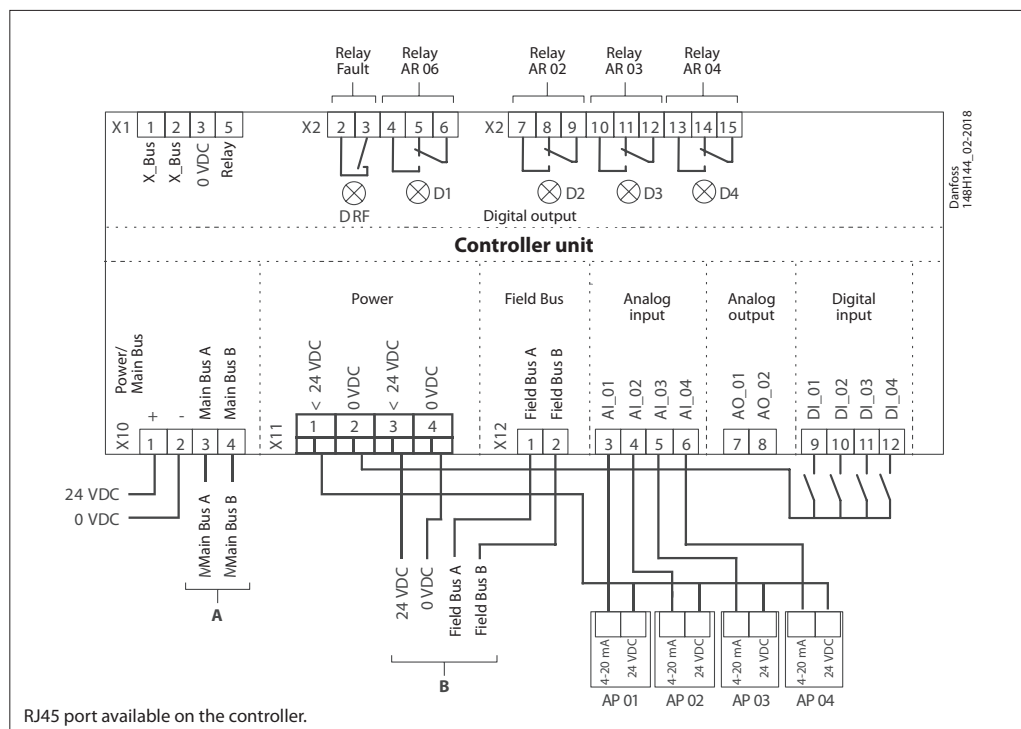 Relay Fault
Relay AR 06
Relay AR 02
Relay AR 03
Relay AR 04
X1 1 2 3 5
X2 2 3 4 5 6
X2 7 8 9 10 11 12 13 14 15
X_Bus
X_Bus
0 VDC
Relay
D RF
D1
D2
D3
D4
Digital output
Danfoss
148H144_02-2018
Controller unit
Power
Field Bus
Analog input
Analog output
Digital input
Power/
Main Bus
+
-
Main Bus A
Main Bus B
< 24 VDC
0 VDC
< 24 VDC
0 VDC
Field Bus A
Field Bus B
AI_01
AI_02
AI_03
AI_04
AO_01
AO_02
DI_01
DI_02
DI_03
DI_04
X10 1 2 3 4
X11 1 2 3 4
X12 1 2
3 4 5 6
7 8
9 10 11 12
24 VDC
0 VDC
MMain Bus A
MMain Bus B
A
24 VDC
0 VDC
Field Bus A
Field Bus B
B
4-20 mA
24 VDC
4-20 mA
24 VDC
4-20 mA
24 VDC
4-20 mA
24 VDC
AP 01
AP 02
AP 03
AP 04
RJ45 port available on the controller.